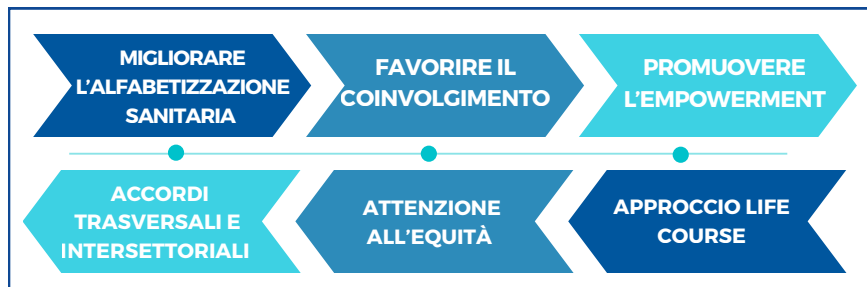 MIGLIORARE
L'ALFABETIZZAZIONE
SANITARIA
FAVORIRE IL
COINVOLGIMENTO
PROMUOVERE
L'EMPOWERMENT
ACCORDI
TRASVERSALI E
INTERSETTORIALI
ATTENZIONE
ALL'EQUITÀ
APPROCCIO LIFE
COURSE